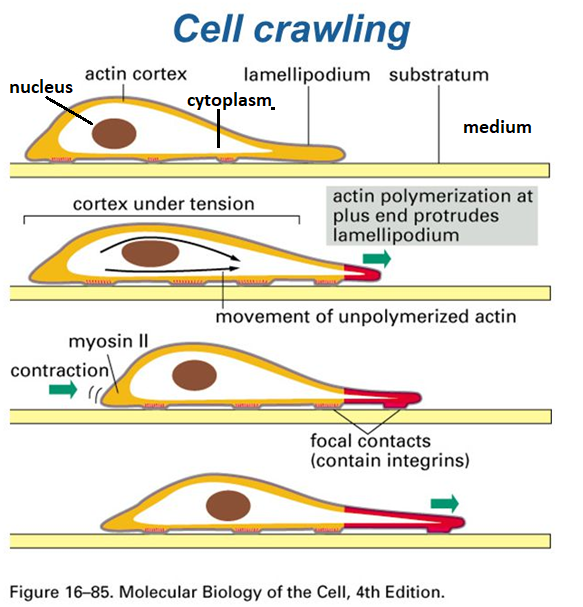 Cell crawling
actin cortex
lamellipodium
substratum
nucleus
cytoplasm
medium
cortex under tension
actin polymerization at
plus end protrudes
lamellipodium
movement of unpolymerized actin
myosin II
contraction
focal contacts
(contain integrins)
Figure 16–85. Molecular Biology of the Cell, 4th Edition.